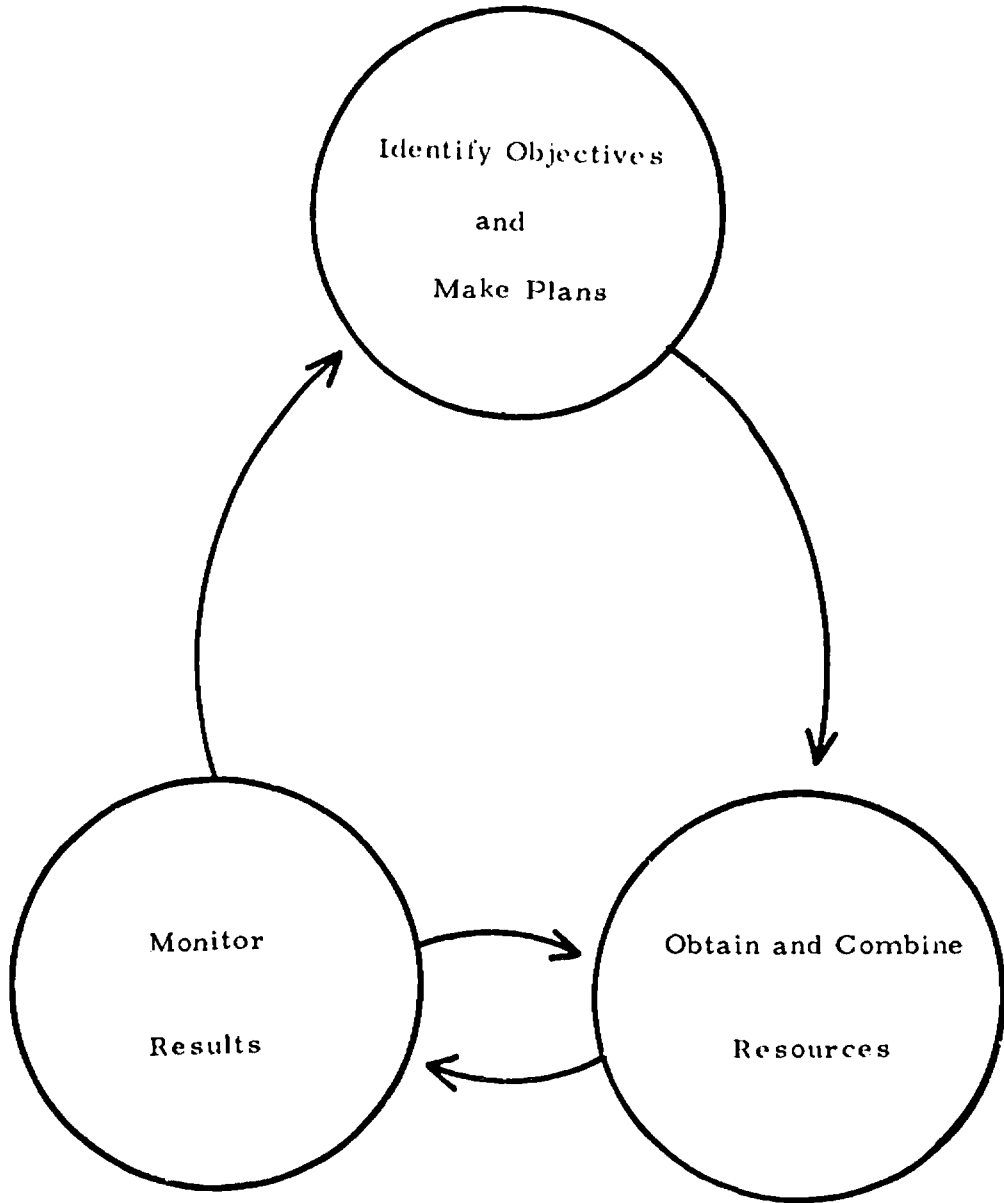 Identify Objectives
and
Make Plans
Monitor
Results
Obtain and Combine
Resources